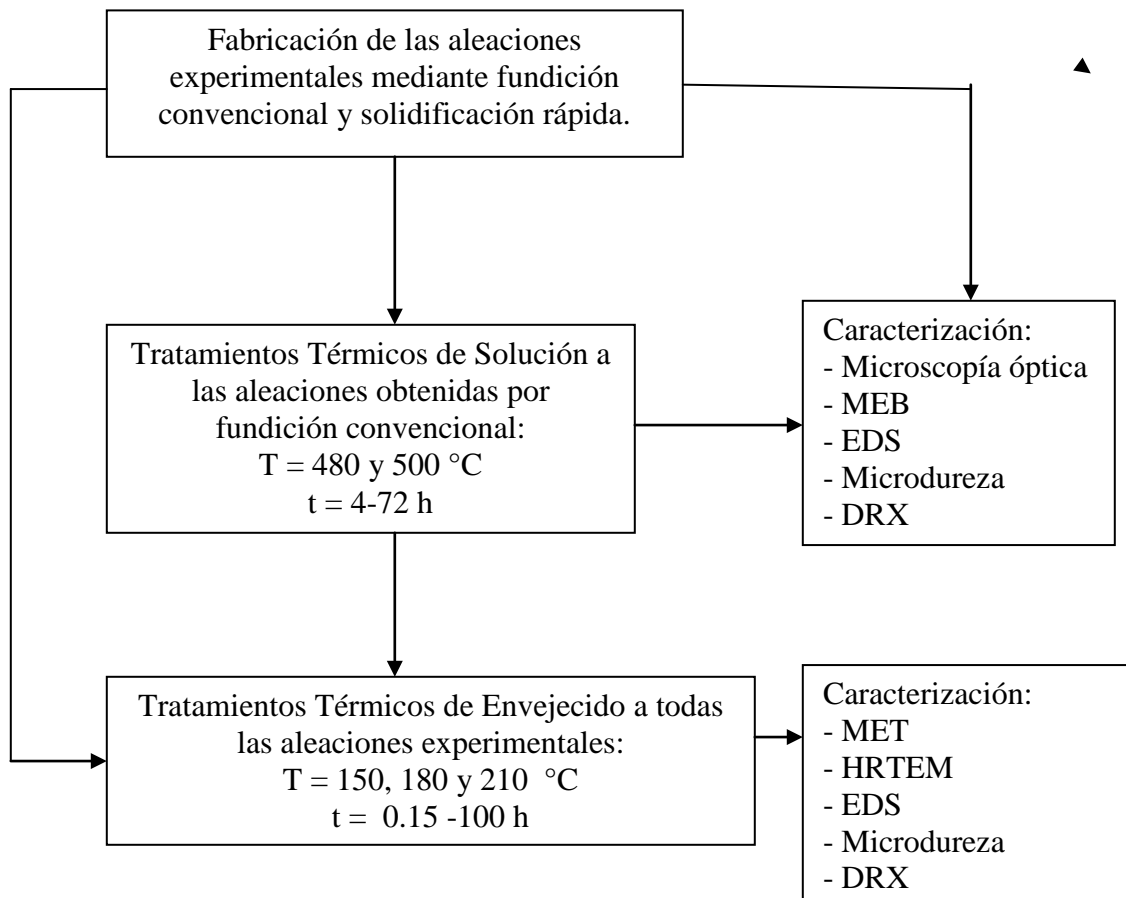 Fabricación de las aleaciones
experimentales mediante fundición
convencional y solidificación rápida.
Tratamientos Térmicos de Solución a
las aleaciones obtenidas por
fundición convencional:
T = 480 y 500 °C
t = 4-72 h
Caracterización:
- Microscopía óptica
- MEB
- EDS
- Microdureza
- DRX
Tratamientos Térmicos de Envejecido a todas
las aleaciones experimentales:
T = 150, 180 y 210 °C
t = 0.15 -100 h
Caracterización:
- MET
- HRTEM
- EDS
- Microdureza
- DRX